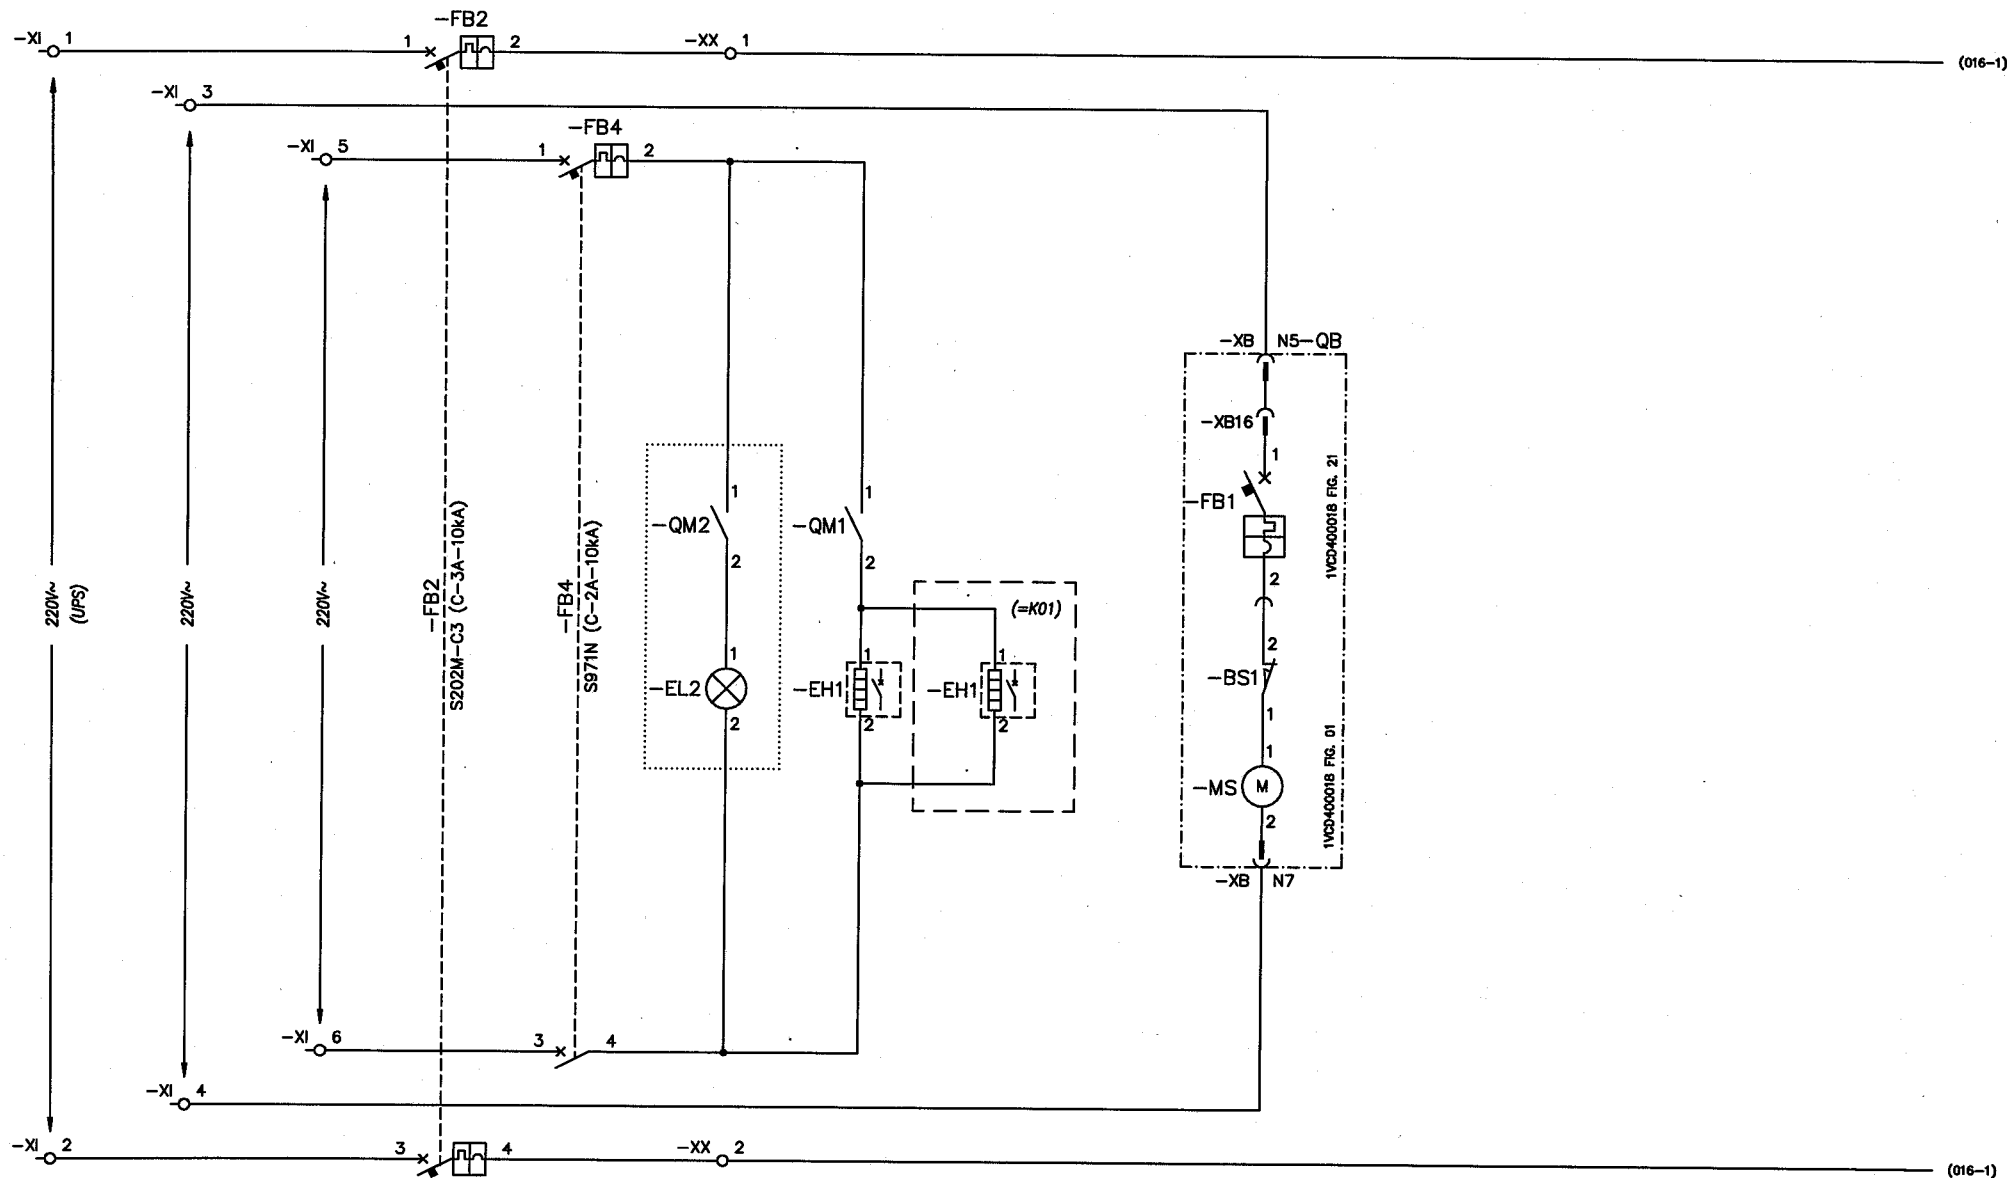 -FB2
-XI 1
1
2
-XX 1
(016-1)
-XI 3
-FB4
-XI 5
1
2
-XB N5-QB
-XB16
1
-FB1
2
1VCD400018 FIG. 21
1
-QM2
2
1
-QM1
2
220V~
(UPS)
220V~
220V~
-FB2
S202M-C3 (C-3A-10kA)
-FB4
S971N (C-2A-10kA)
(=K01)
1
-EL2
2
1
-EH1
2
1
-EH1
2
2
-BS1
1
1
-MS
M
2
1VCD400018 FIG. 01
-XB N7
-XI 6
3
4
-XI 4
-XI 2
3
4
-XX 2
(016-1)